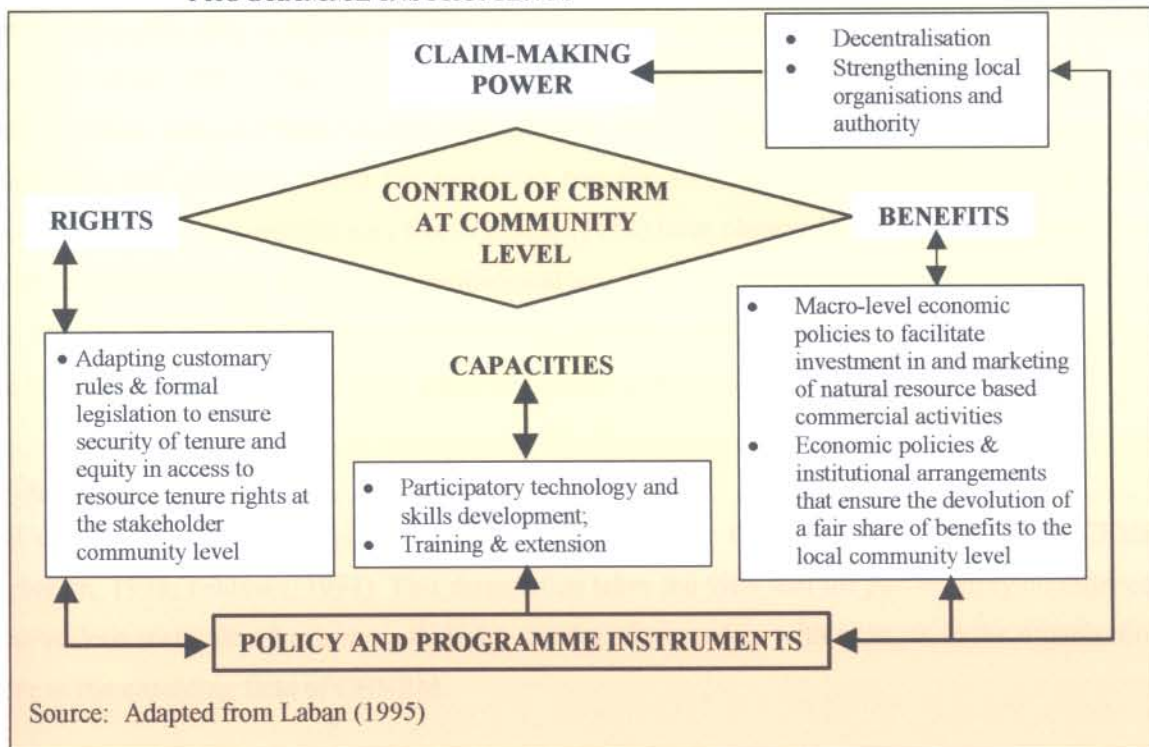 CLAIM-MAKING
POWER
• Decentralisation
• Strengthening local
organisations and
authority
CONTROL OF CBNRM
AT COMMUNITY
LEVEL
RIGHTS
BENEFITS
• Adapting customary
rules & formal
legislation to ensure
security of tenure and
equity in access to
resource tenure rights at
the stakeholder
community level
CAPACITIES
• Participatory technology and
skills development;
• Training & extension
• Macro-level economic
policies to facilitate
investment in and marketing
of natural resource based
commercial activities
• Economic policies &
institutional arrangements
that ensure the devolution of
a fair share of benefits to the
local community level
POLICY AND PROGRAMME INSTRUMENTS
Source: Adapted from Laban (1995)